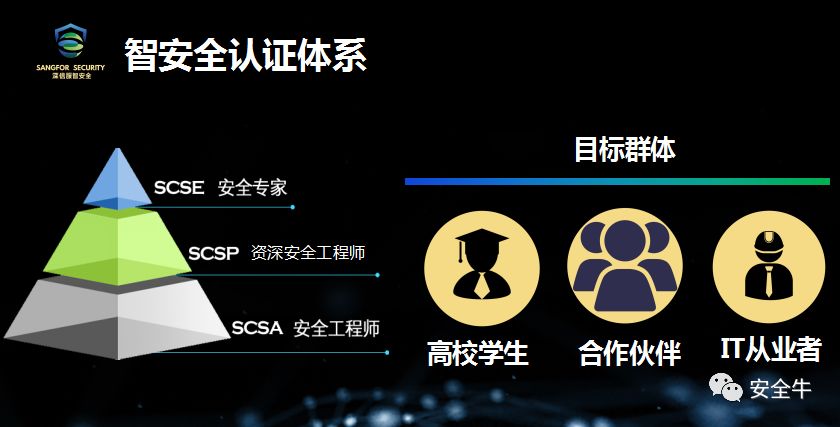 SANGFOR SECURITY
深信服智安全
智安全认证体系
SCSE 安全专家
SCSP 资深安全工程师
SCSA 安全工程师
目标群体
高校学生
合作伙伴
IT从业者
安全牛